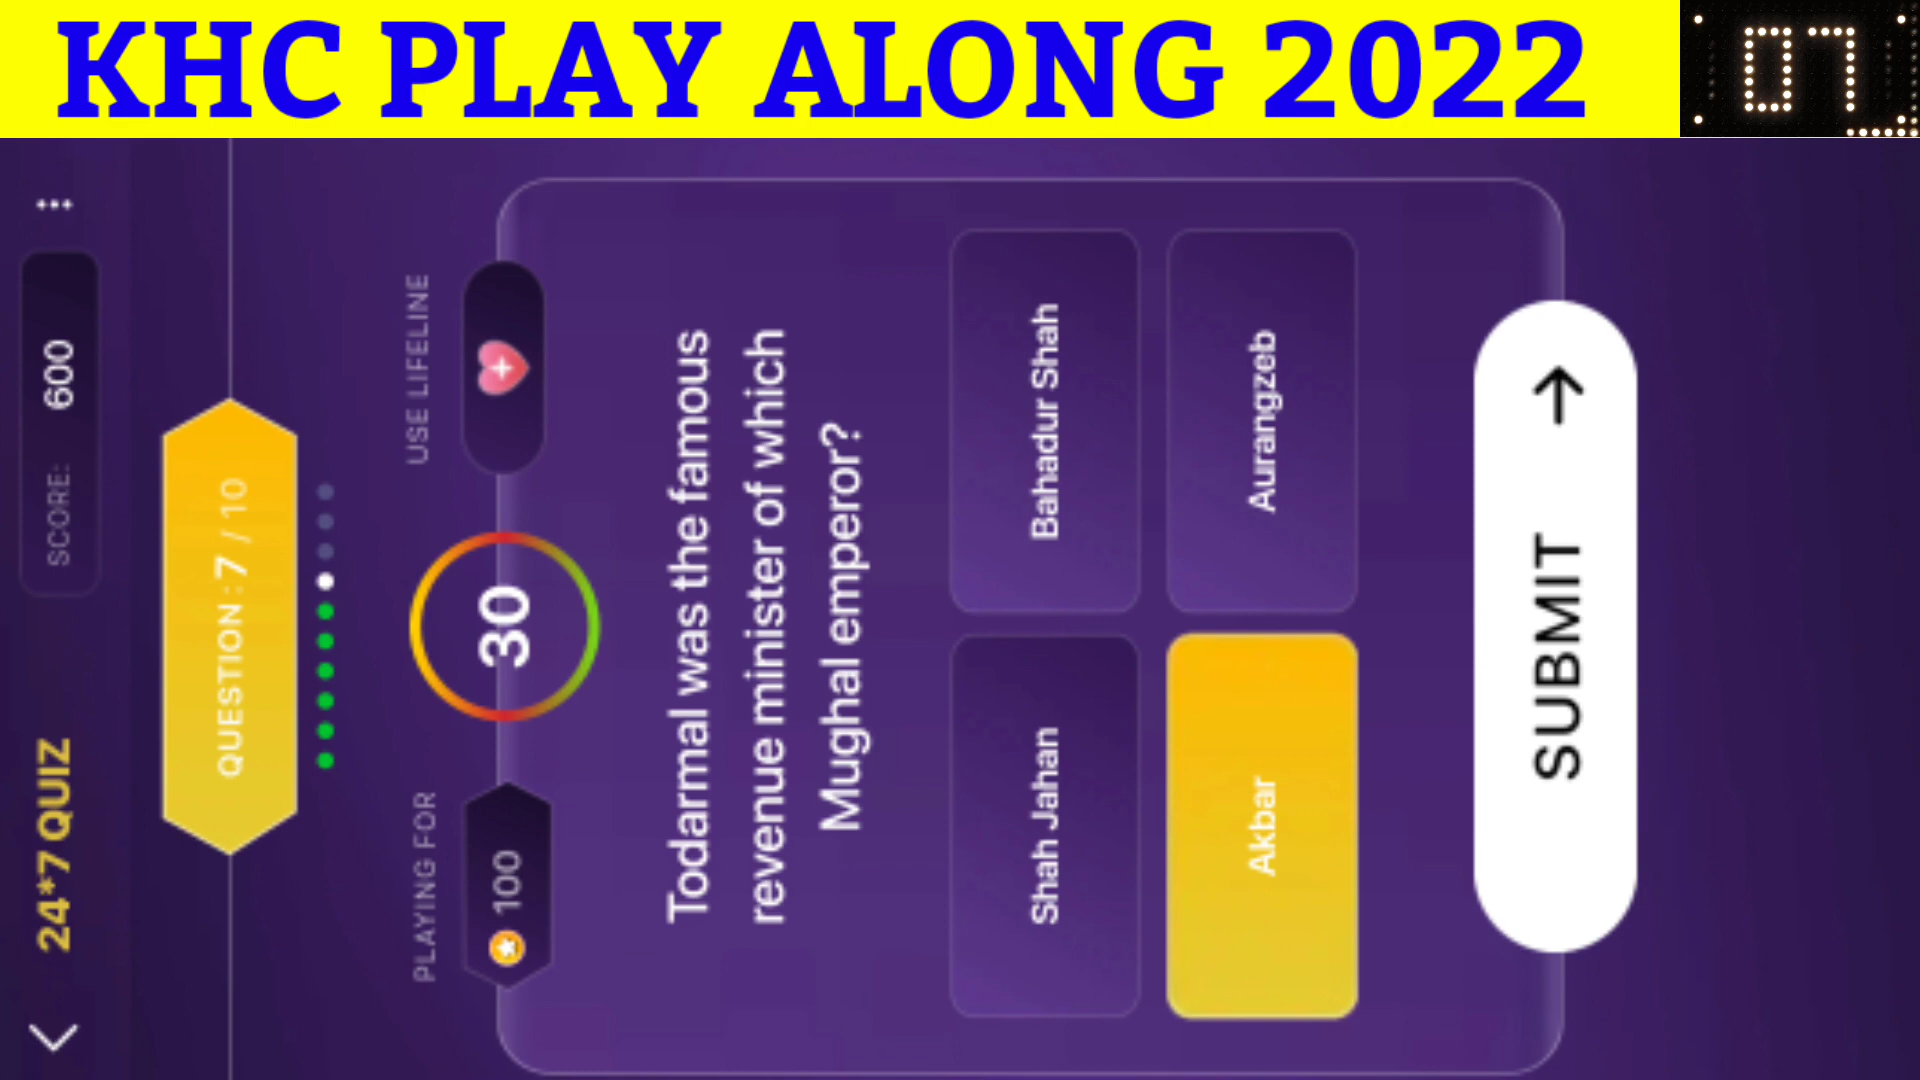 KHC PLAY ALONG 2022
07
24*7 QUIZ
SCORE: 600
QUESTION : 7 / 10
PLAYING FOR
100
30
USE LIFELINE
Todarmal was the famous
revenue minister of which
Mughal emperor?
Shah Jahan
Bahadur Shah
Akbar
Aurangzeb
SUBMIT